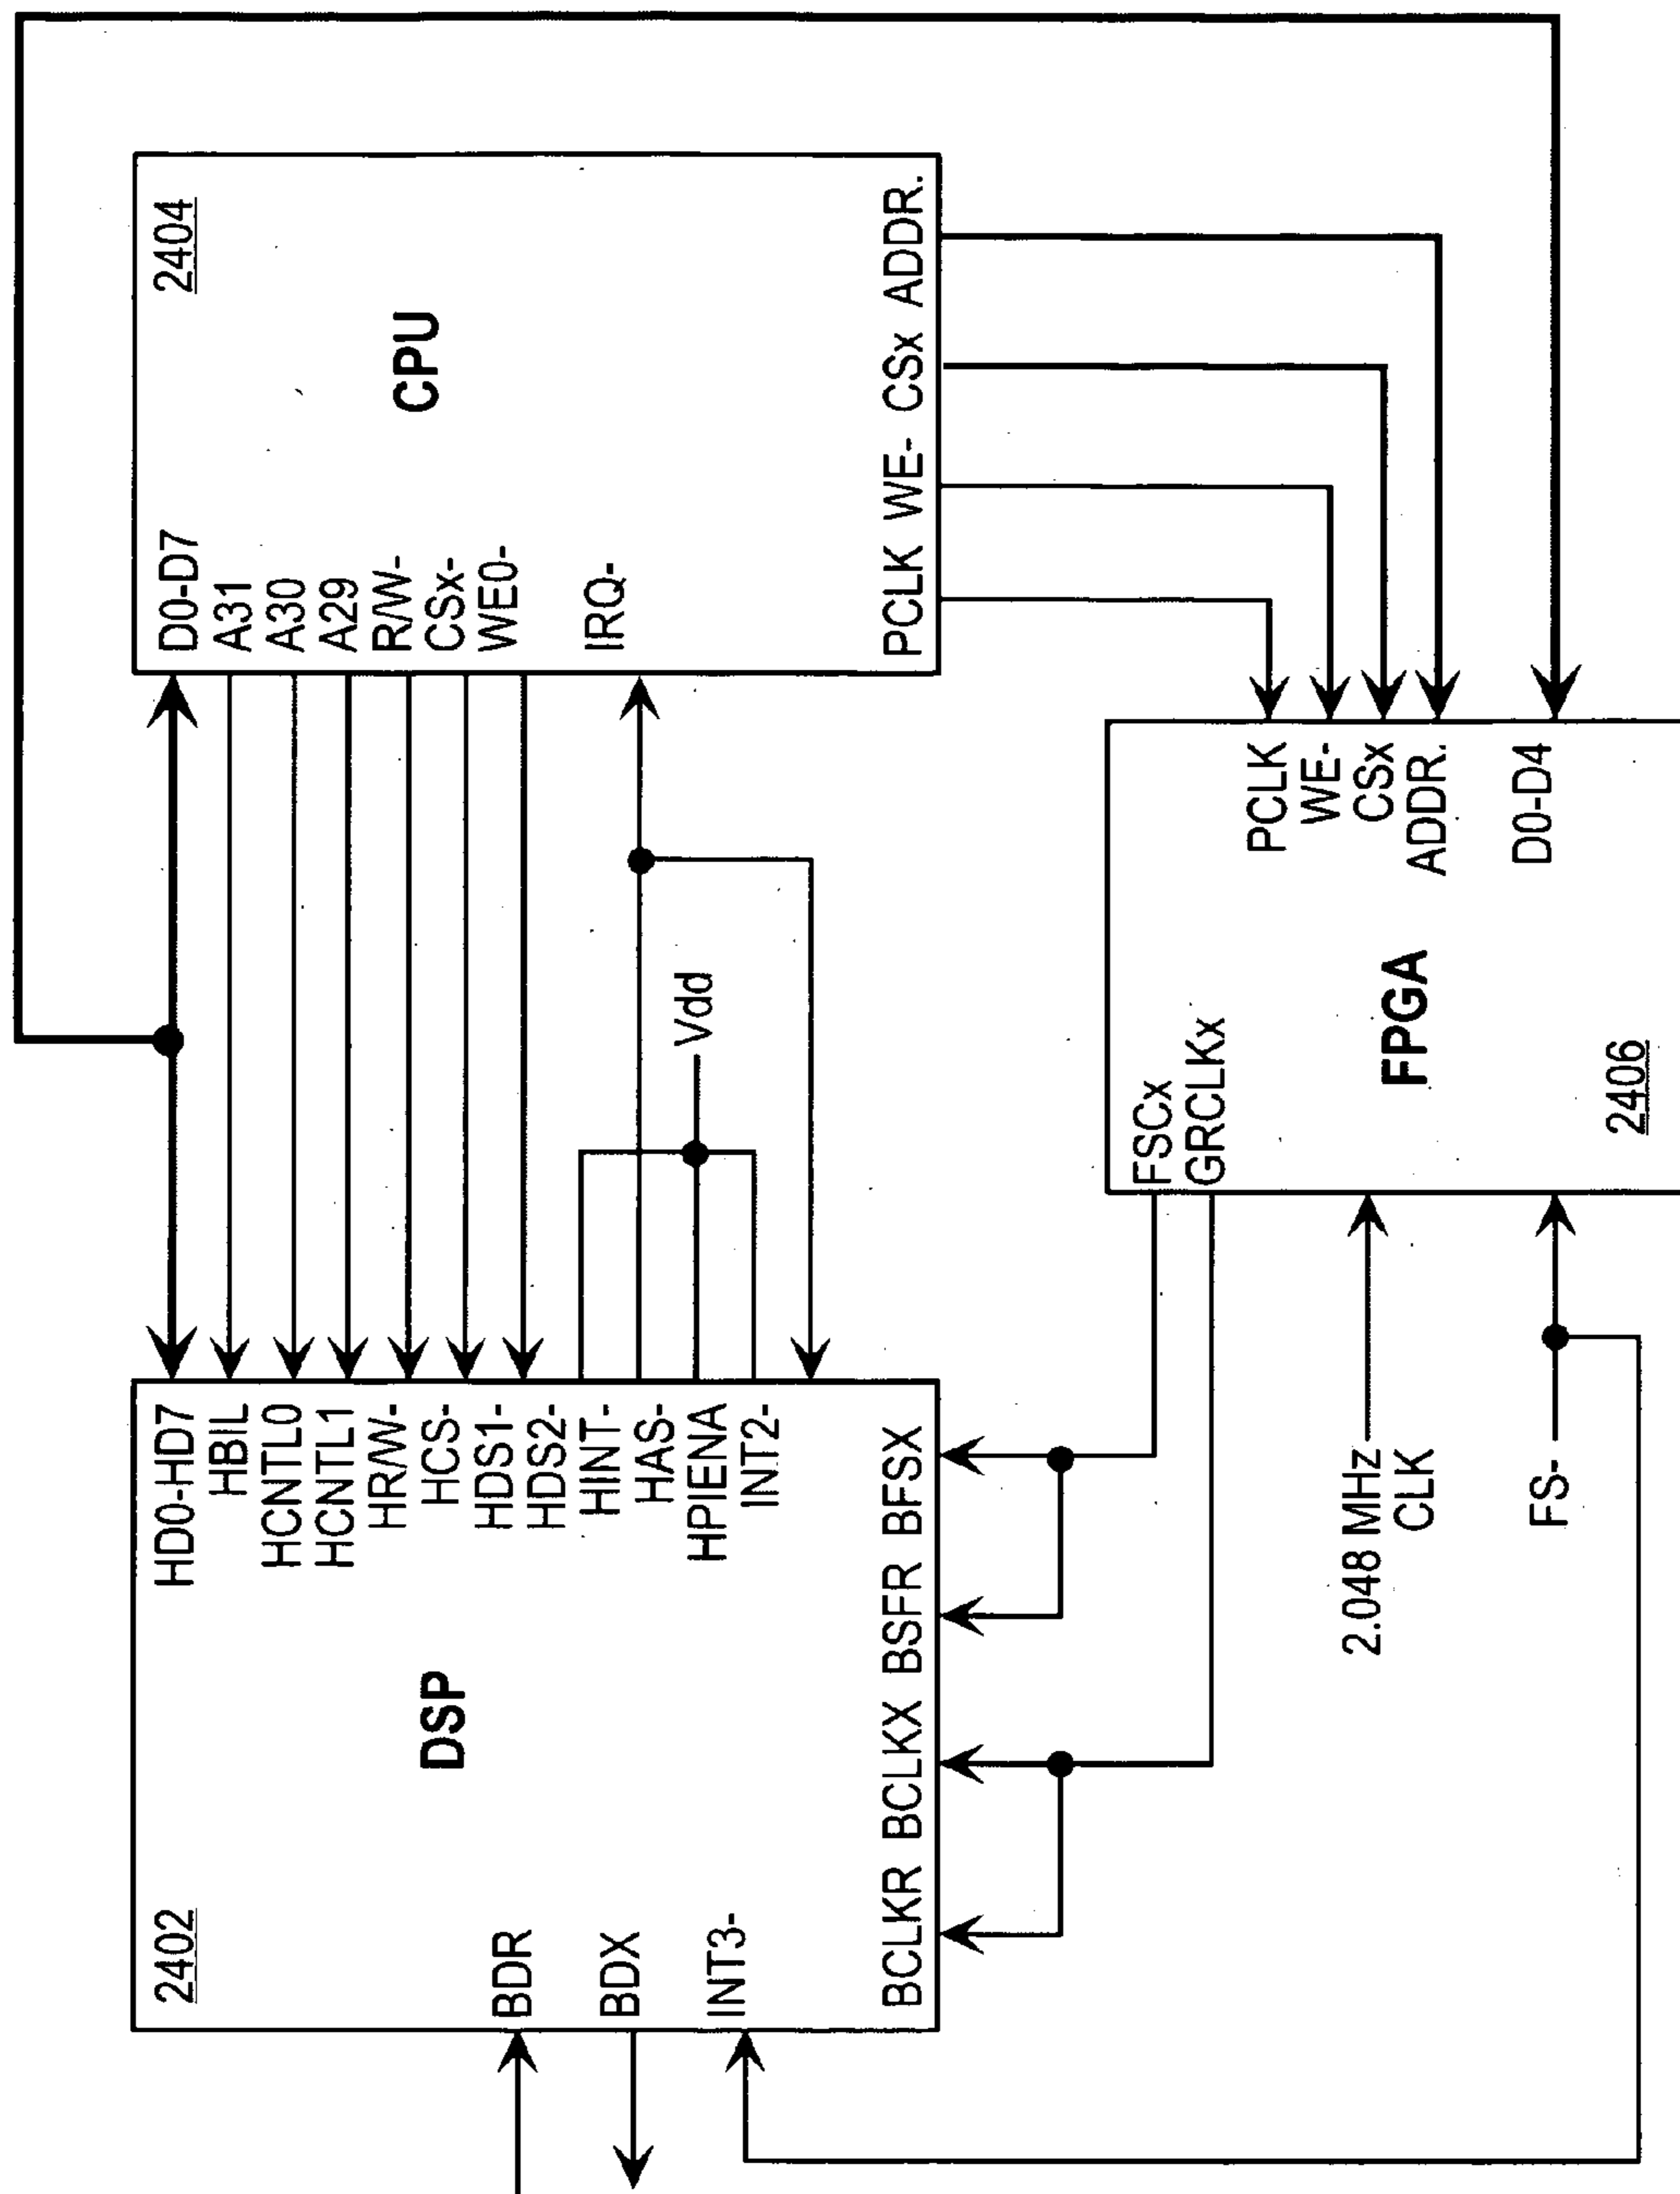 2402
DSP
BDR
BDX
INT3-
HD0-HD7
HBIL
HCNTL0
HCNTL1
HR/W-
HCS-
HDS1-
HDS2-
HINT-
HAS-
HPIENA
INT2-
BCLKR BCLKX BSFR BFSX
2404
CPU
D0-D7
A31
A30
A29
R/W-
CSx-
WE0-
IRQ-
PCLK WE- CSx ADDR.
Vdd
FSCx
GRCLKx
FPGA
2406
PCLK
WE-
CSx
ADDR.
D0-D4
2.048 MHz
CLK
FS-